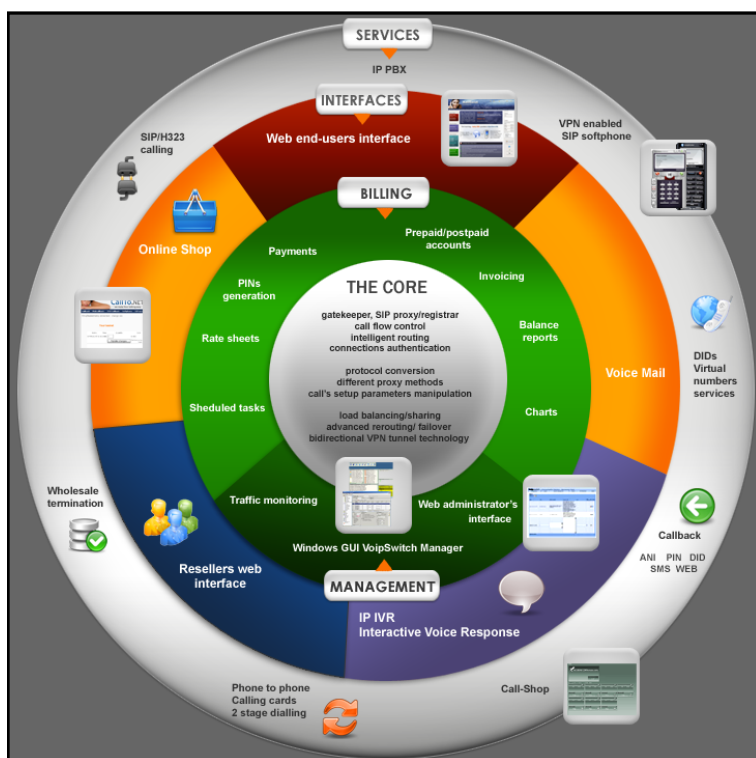 SERVICES
IP PBX
INTERFACES
Web end-users interface
VPN enabled
SIP softphone
SIP/H323
calling
BILLING
Online Shop
Payments
Prepaid/postpaid
accounts
PINs
generation
Invoicing
THE CORE
gatekeeper, SIP proxy/registrar
call flow control
intelligent routing
connections authentication
protocol conversion
different proxy methods
call's setup parameters manipulation
load balancing/sharing
advanced rerouting/ failover
bidirectional VPN tunnel technology
Rate sheets
Balance
reports
Sheduled tasks
Charts
Voice Mail
DIDs
Virtual
numbers
services
Wholesale
termination
Traffic monitoring
Web administrator's
interface
Windows GUI VoipSwitch Manager
MANAGEMENT
Callback
ANI PIN DID
SMS WEB
Resellers web
interface
IP IVR
Interactive Voice Response
Phone to phone
Calling cards
2 stage dialling
Call-Shop